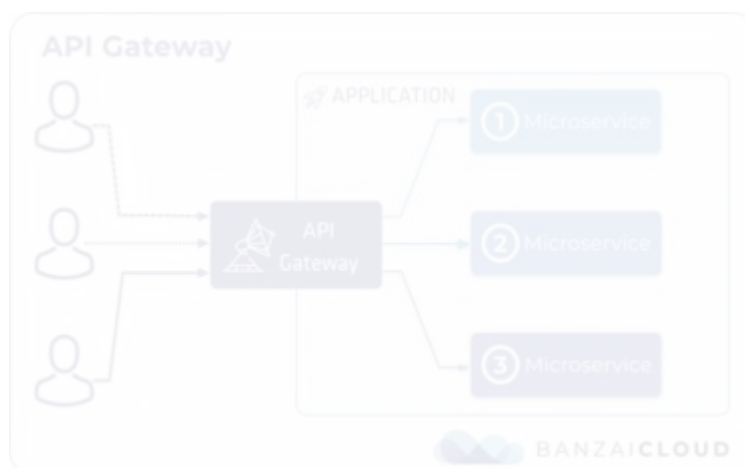 API Gateway
APPLICATION
1 Microservice
API
Gateway
2 Microservice
3 Microservice
BANZAICLOUD